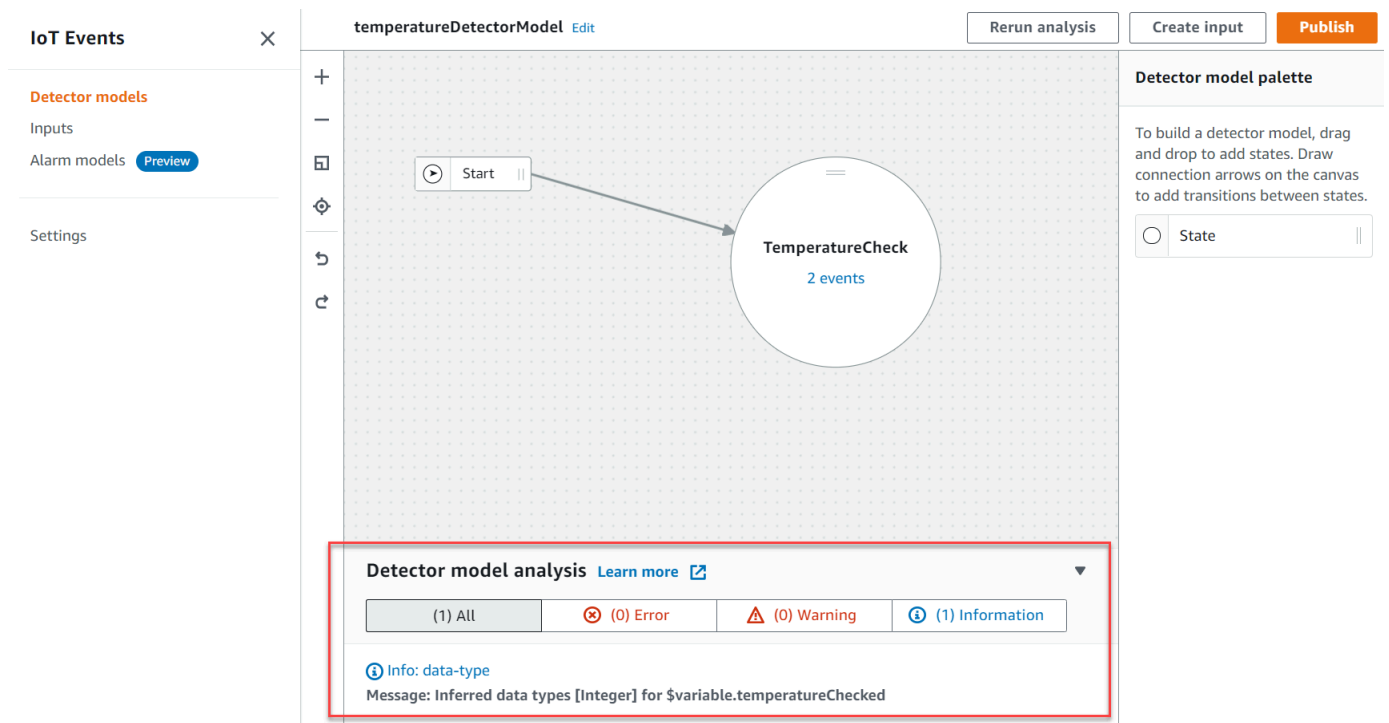 IoT Events
Detector models
Inputs
Alarm models Preview
Settings
temperatureDetectorModel Edit
Rerun analysis
Create input
Publish
Start
TemperatureCheck
2 events
Detector model palette
To build a detector model, drag
and drop to add states. Draw
connection arrows on the canvas
to add transitions between states.
State
Detector model analysis Learn more
(1) All
(0) Error
(0) Warning
(1) Information
Info: data-type
Message: Inferred data types [Integer] for $variable.temperatureChecked